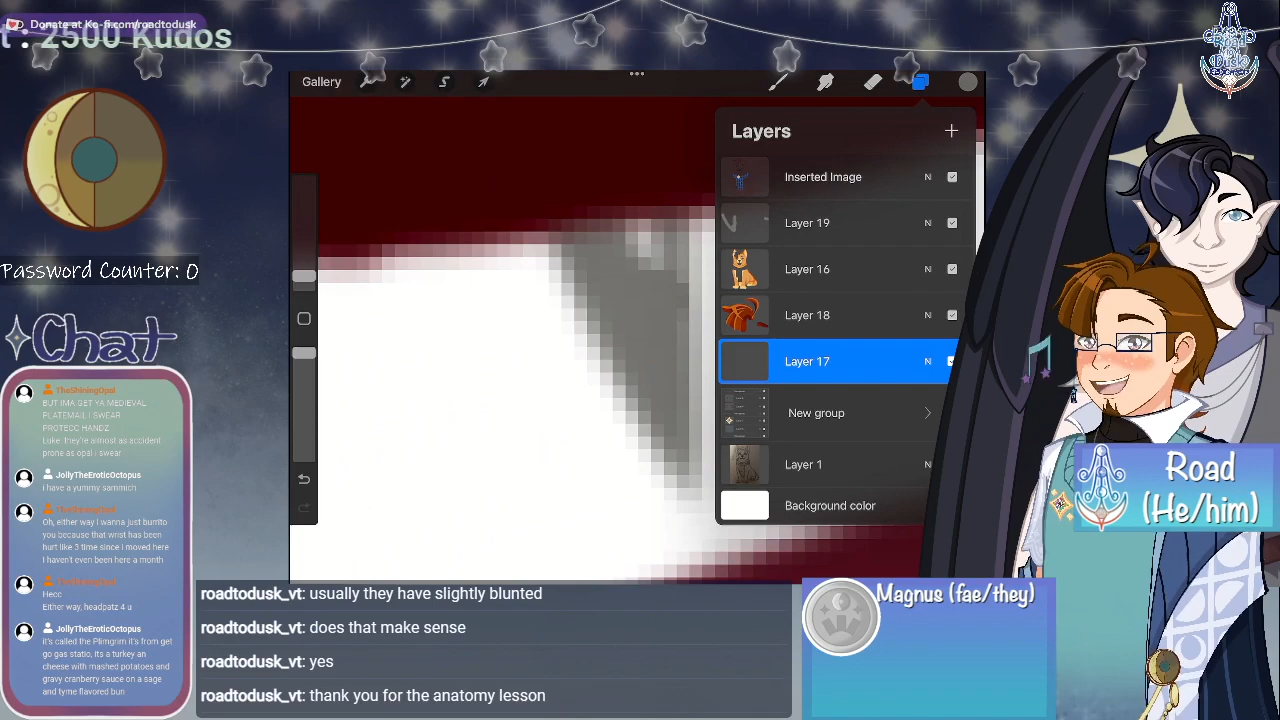 Donate at Ko-fi.com/roadtodusk
t : 2500 Kudos
Road
Dusk
Gallery
Layers
Inserted Image
N
Layer 19
N
Layer 16
N
Layer 18
N
Layer 17
N
New group
Layer 1
N
Background color
Password Counter: 0
Chat
TheShiningOpal
BUT IMA GET YA MEDIEVAL
PLATEMAIL I SWEAR
PROTECC HANDZ
Luke. they're almost as accident
prone as opal i swear
JollyTheEroticOctopus
i have a yummy sammich
TheShiningOpal
Oh, either way I wanna just burrito
you because that wrist has been
hurt like 3 time since i moved here
I haven't even been here a month
TheShiningOpal
Hecc
Either way, headpatz 4 u
JollyTheEroticOctopus
it's called the Pilimgrim it's from get
go gas static, its a turkey an
cheese with mashed potatoes and
gravy cranberry sauce on a sage
and tyme flavored bun
roadtodusk_vt: usually they have slightly blunted
roadtodusk_vt: does that make sense
roadtodusk_vt: yes
roadtodusk_vt: thank you for the anatomy lesson
Road
(He/him)
Magnus (fae/they)